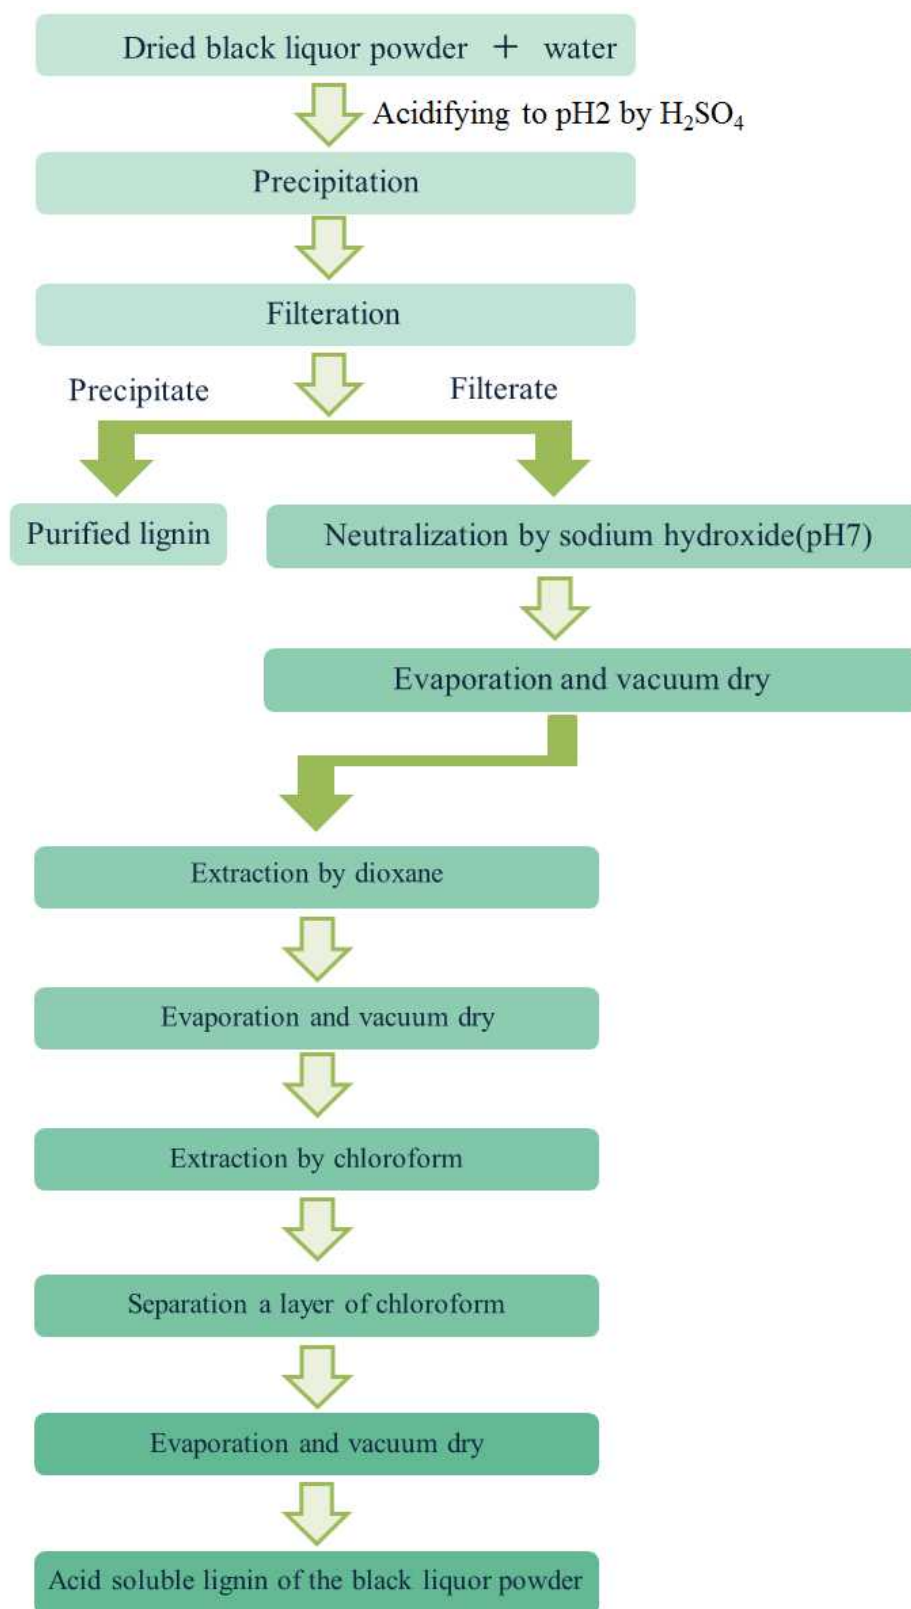 Dried black liquor powder + water
Acidifying to pH2 by H₂SO₄
Precipitation
Filteration
Precipitate
Filterate
Purified lignin
Neutralization by sodium hydroxide(pH7)
Evaporation and vacuum dry
Extraction by dioxane
Evaporation and vacuum dry
Extraction by chloroform
Separation a layer of chloroform
Evaporation and vacuum dry
Acid soluble lignin of the black liquor powder